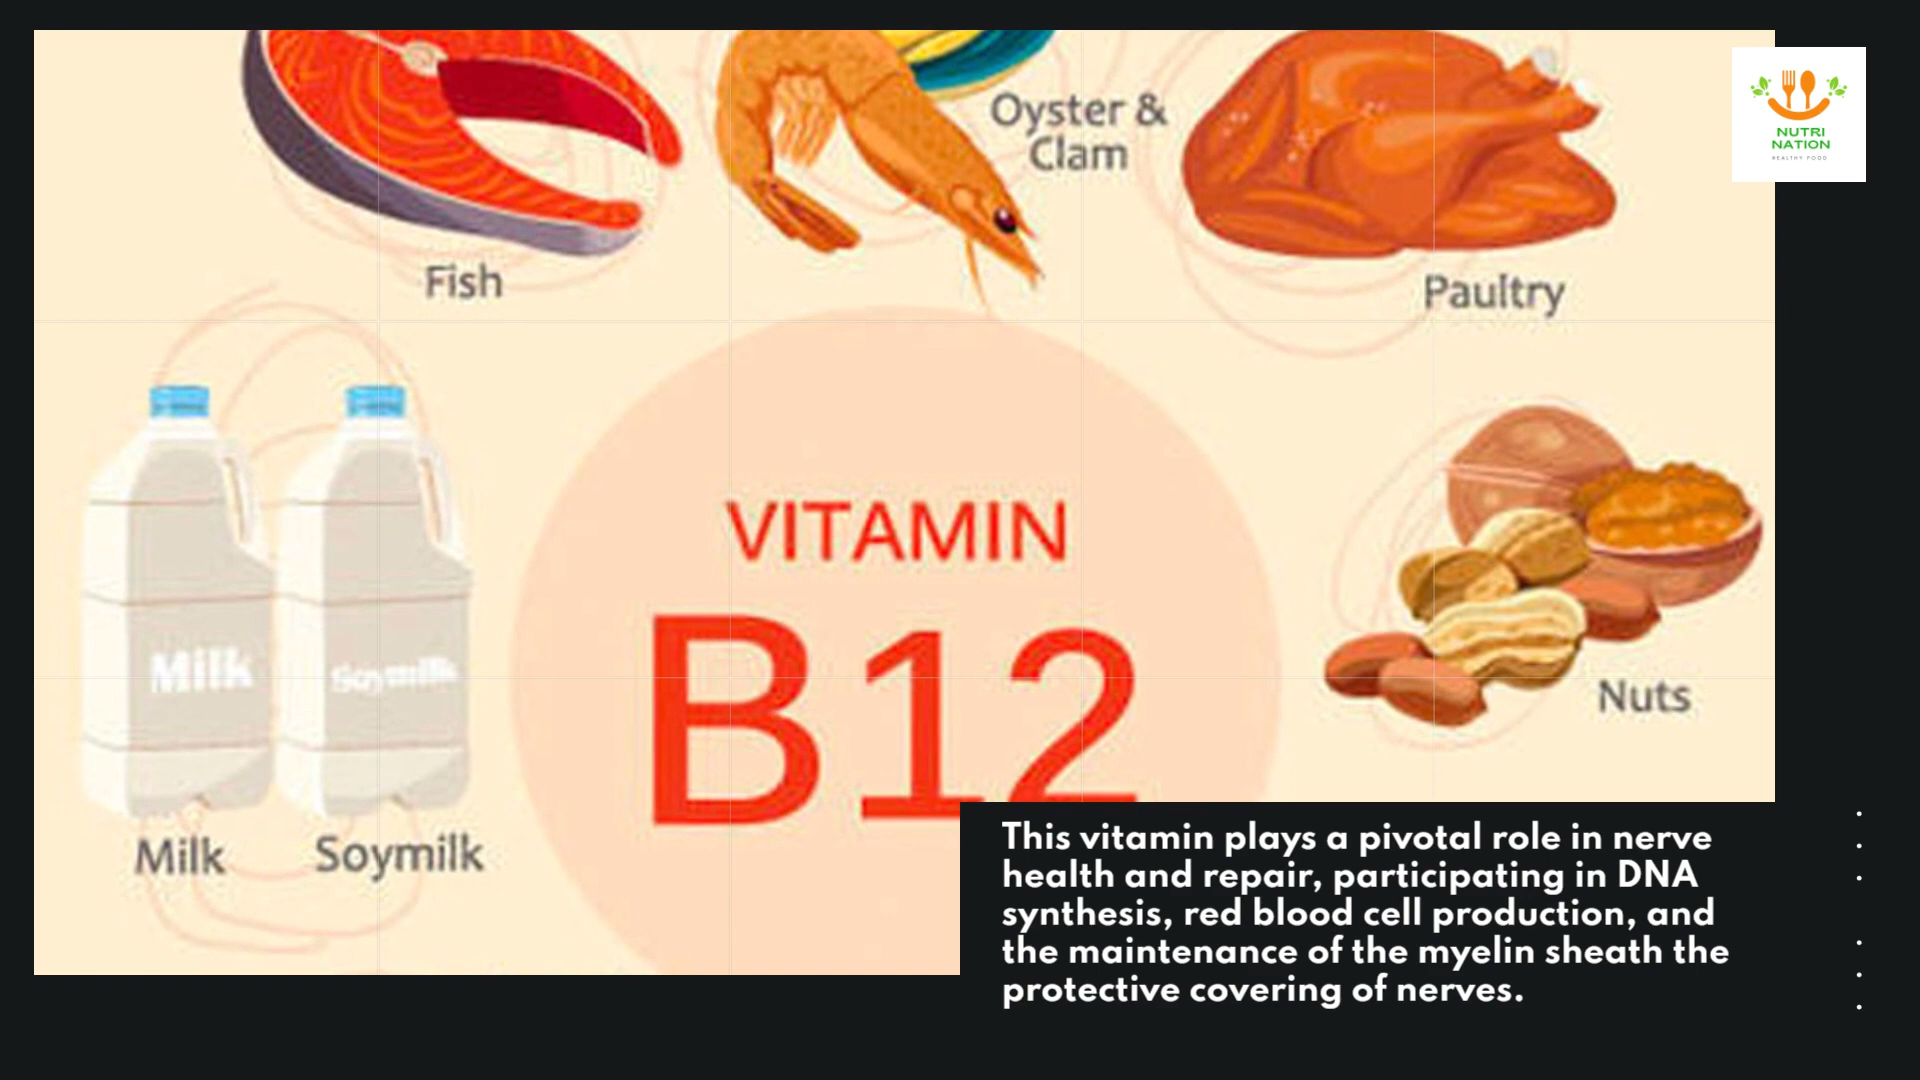 Oyster &
Clam
Fish
Paultry
NUTRI
NATION
HEALTHY FOOD
VITAMIN
B12
Milk
Soymilk
Nuts
Milk
Soymilk
This vitamin plays a pivotal role in nerve
health and repair, participating in DNA
synthesis, red blood cell production, and
the maintenance of the myelin sheath the
protective covering of nerves.